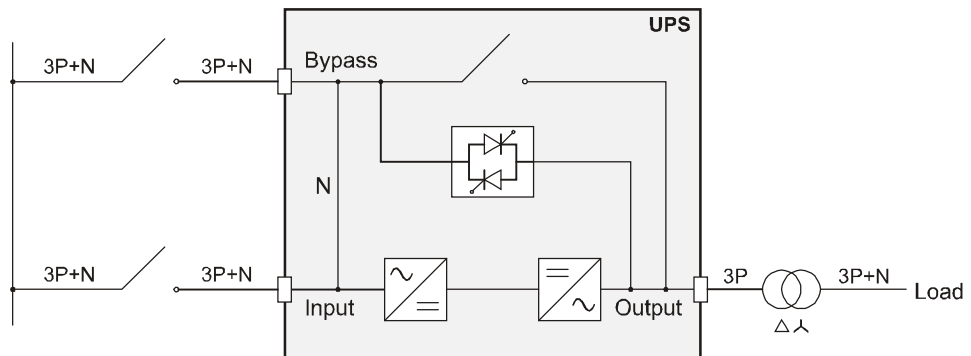 UPS
3P+N
3P+N
Bypass
N
3P+N
3P+N
Input
Output
3P
3P+N
Load